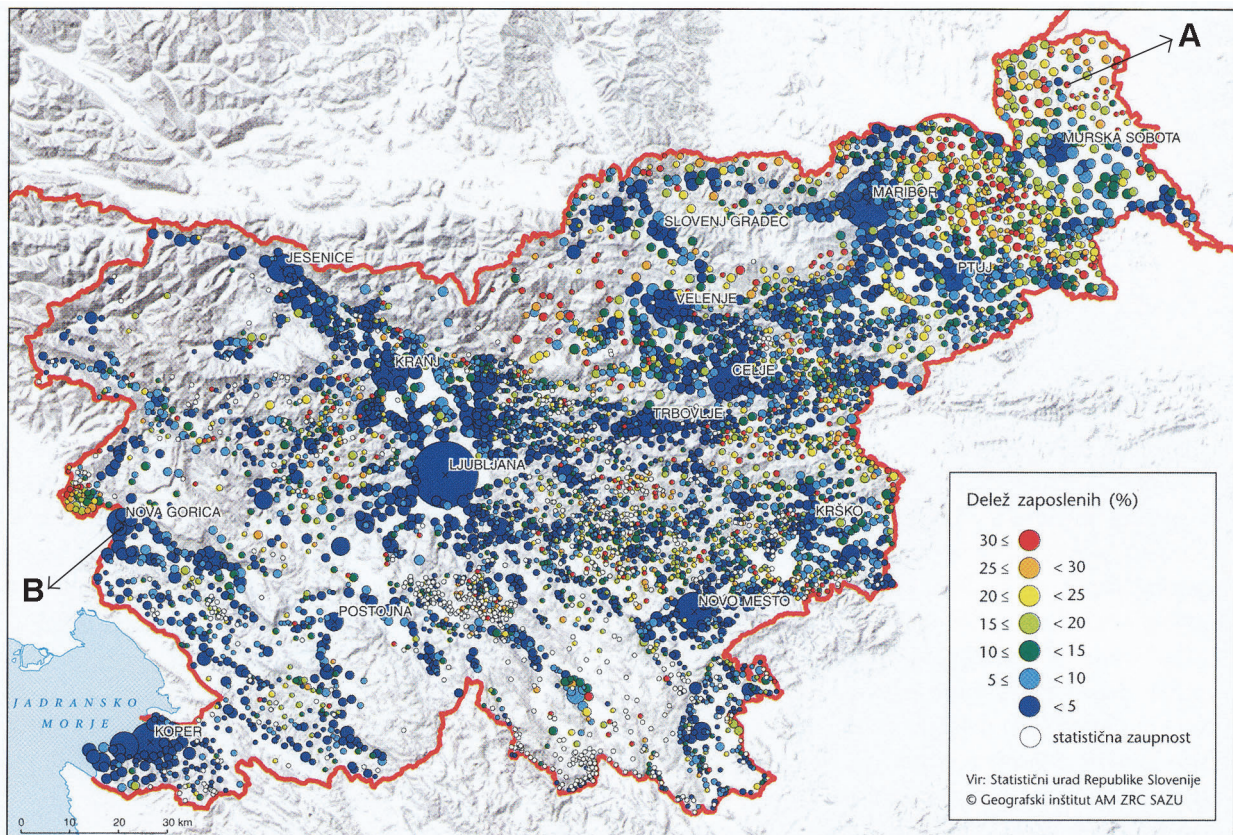 A
MURSKA SOBOTA
MARIBOR
SLOVENJ GRADEC
JESENICE
PTUJ
VELENJE
KRANJ
CELJE
TRBOVLJE
LJUBLJANA
NOVA GORICA
KRŠKO
B
NOVO MESTO
POSTOJNA
JADRANSKO
MORJE
KOPER
0 10 20 30 km
Delež zaposlenih (%)
30 ≤
25 ≤ < 30
20 ≤ < 25
15 ≤ < 20
10 ≤ < 15
5 ≤ < 10
< 5
statistična zaupnost
Vir: Statistični urad Republike Slovenije
© Geografski inštitut AM ZRC SAZU